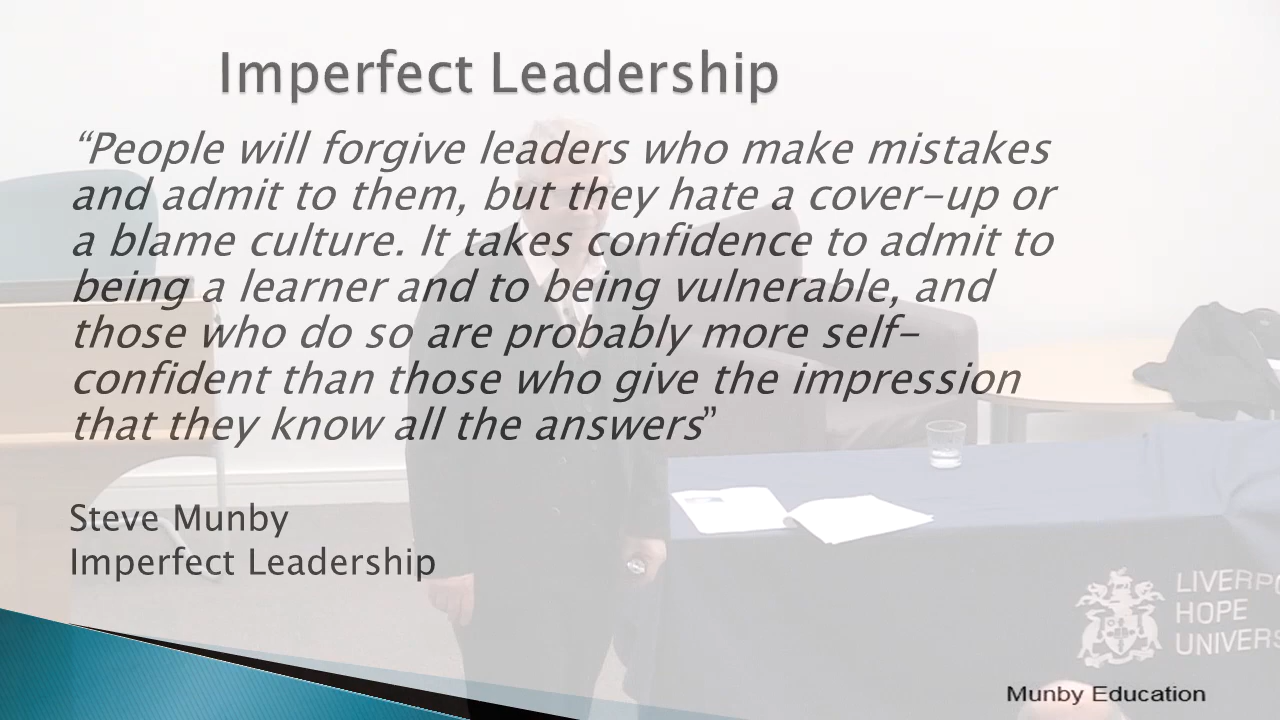 Imperfect Leadership
“People will forgive leaders who make mistakes
and admit to them, but they hate a cover-up or
a blame culture. It takes confidence to admit to
being a learner and to being vulnerable, and
those who do so are probably more self-
confident than those who give the impression
that they know all the answers”
Steve Munby
Imperfect Leadership
LIVERPO
HOPE
UNIVERS
Munby Education